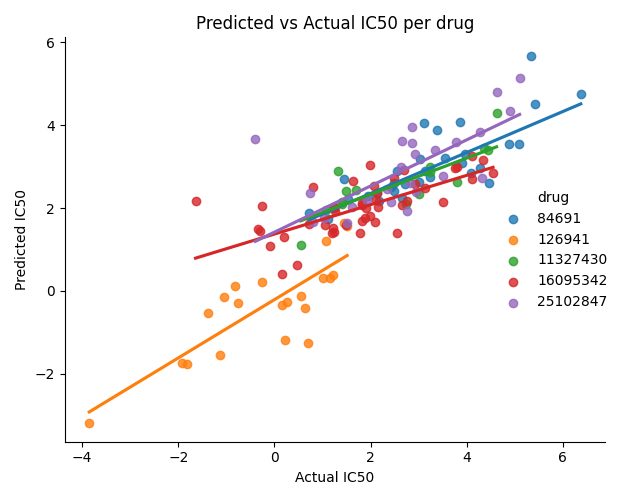 Predicted vs Actual IC50 per drug
Predicted IC50
6
4
2
0
−2
−4 −2 0 2 4 6
Actual IC50
drug
84691
126941
11327430
16095342
25102847